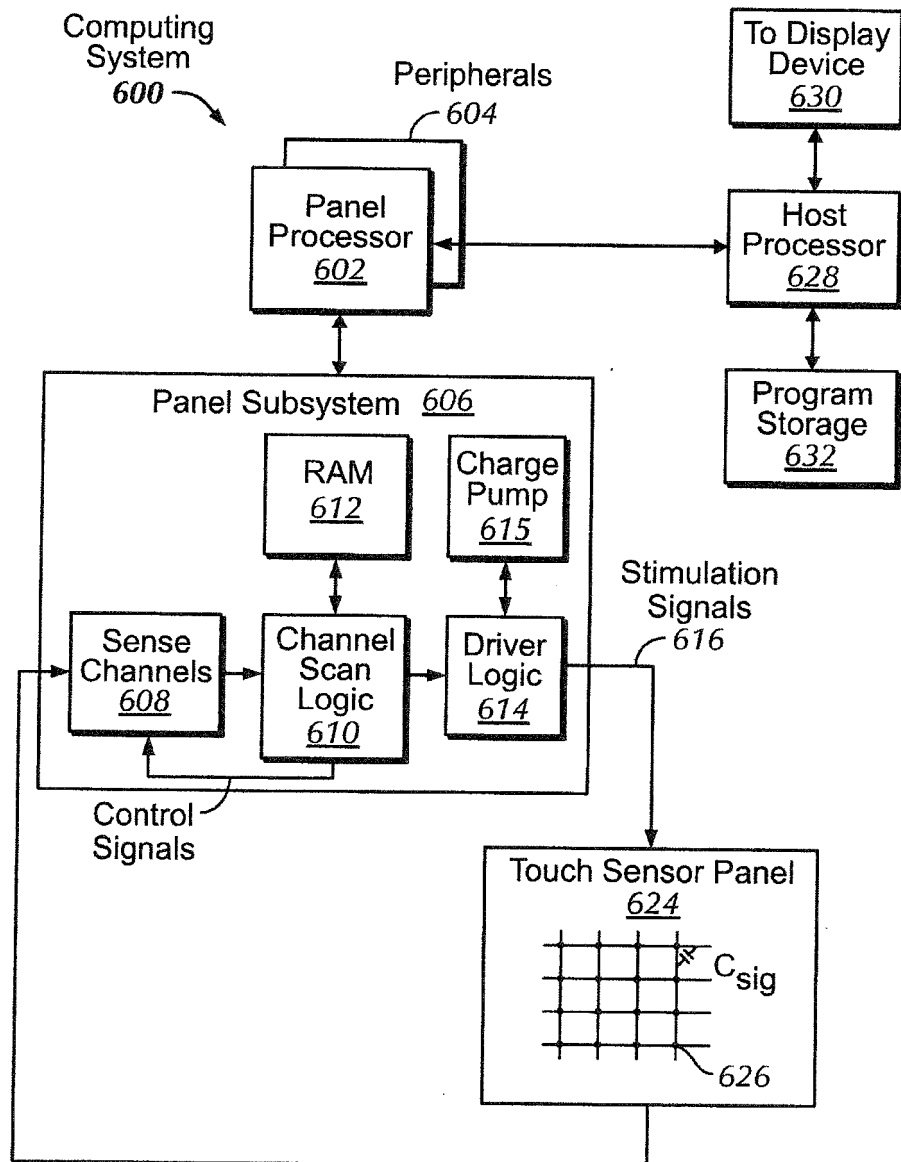 Computing
System
600
Peripherals
604
To Display
Device
630
Panel
Processor
602
Host
Processor
628
Program
Storage
632
Panel Subsystem 606
RAM
612
Charge
Pump
615
Stimulation
Signals
616
Sense
Channels
608
Channel
Scan
Logic
610
Driver
Logic
614
Control
Signals
Touch Sensor Panel
624
Csig
626